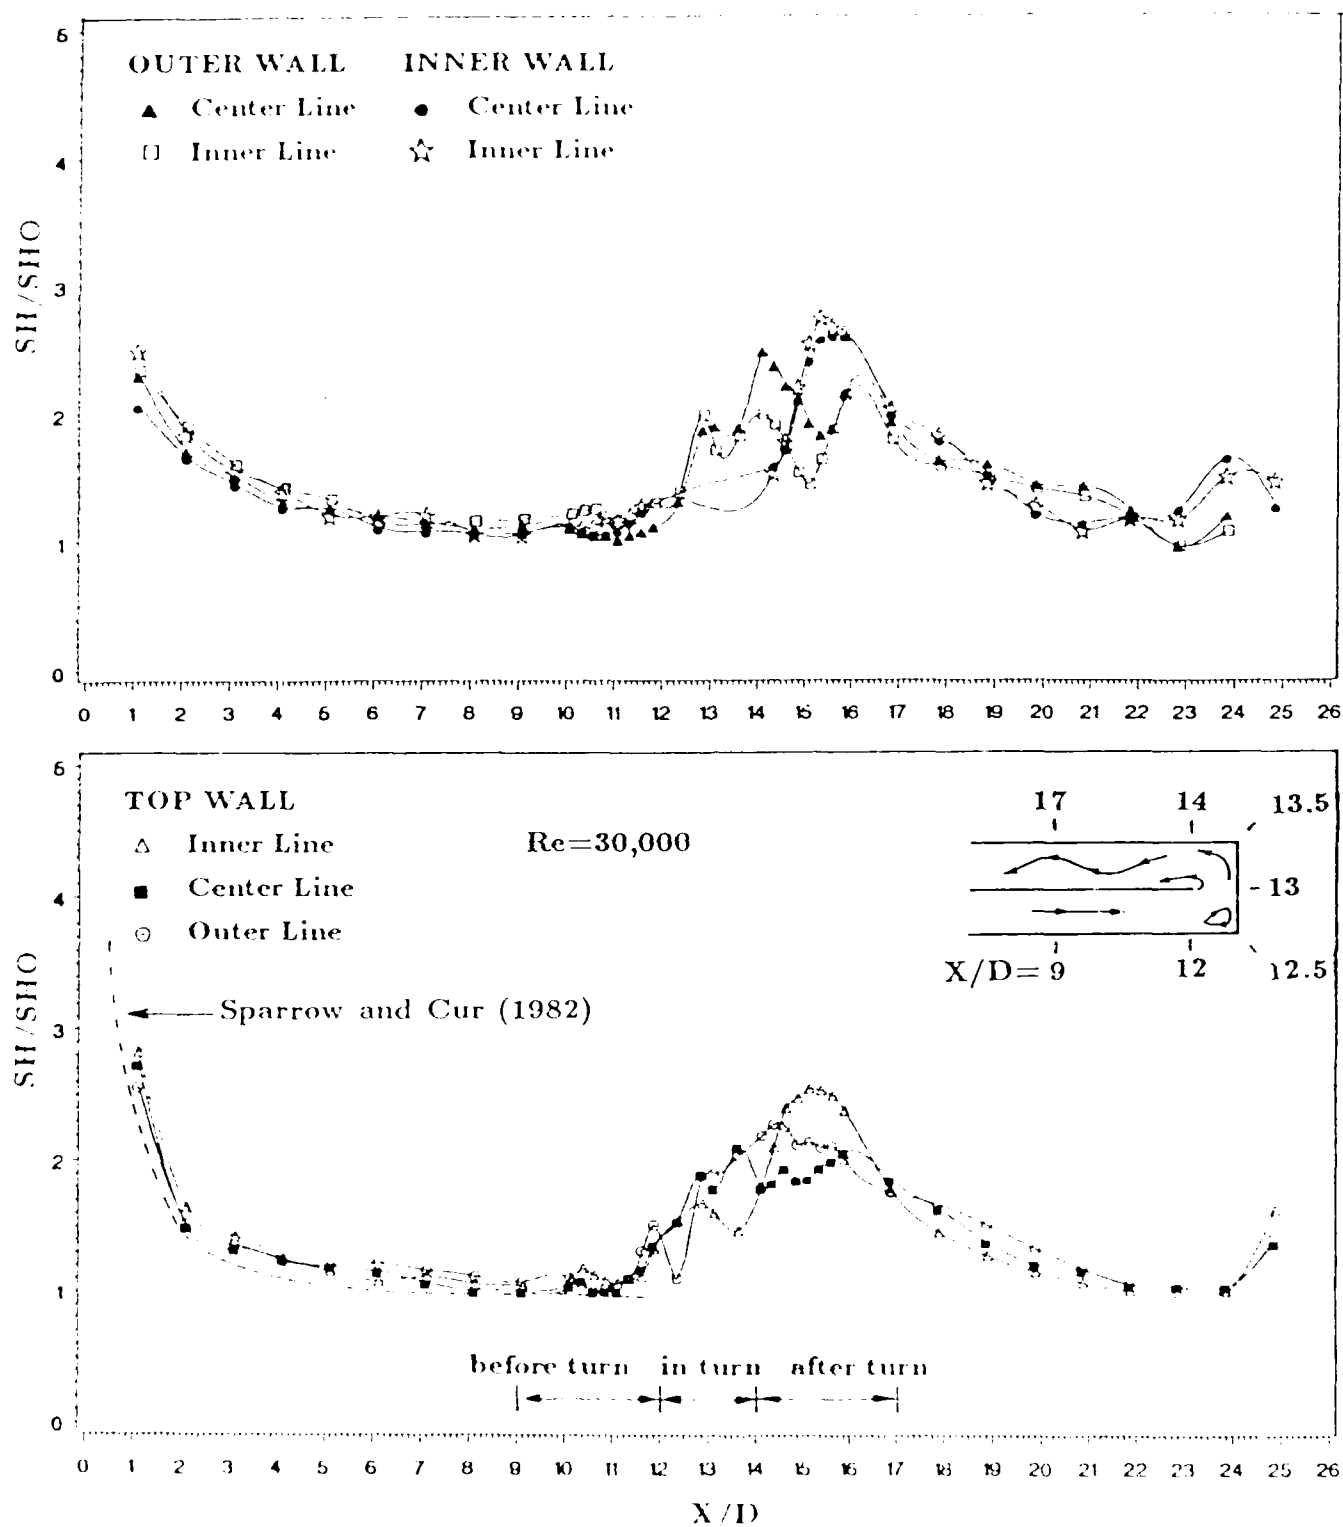 OUTER WALL INNER WALL
▲ Center Line ● Center Line
□ Inner Line ☆ Inner Line
SH/SHO
5
4
3
2
1
0
0 1 2 3 4 5 6 7 8 9 10 11 12 13 14 15 16 17 18 19 20 21 22 23 24 25 26
TOP WALL
△ Inner Line
■ Center Line
○ Outer Line
Re=30,000
17 14 13.5
13
X/D= 9 12 12.5
Sparrow and Cur (1982)
SH/SHO
5
4
3
2
1
0
before turn in turn after turn
0 1 2 3 4 5 6 7 8 9 10 11 12 13 14 15 16 17 18 19 20 21 22 23 24 25 26
X/D